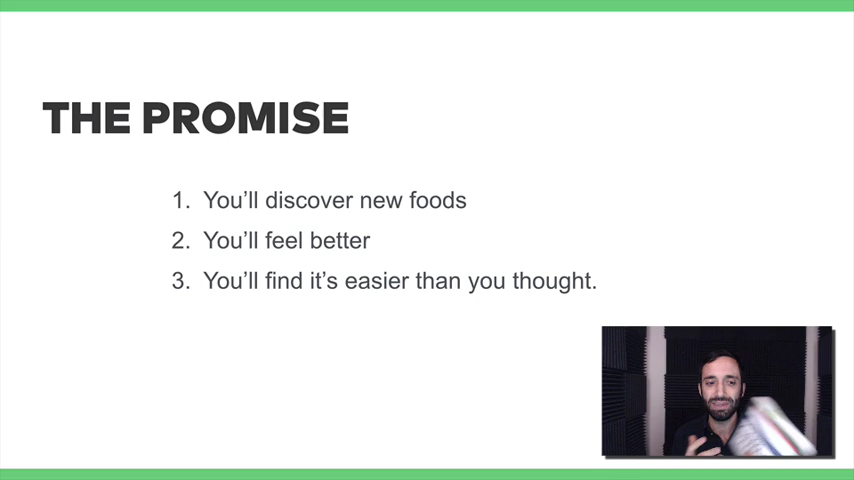 THE PROMISE
1. You'll discover new foods
2. You'll feel better
3. You'll find it's easier than you thought.